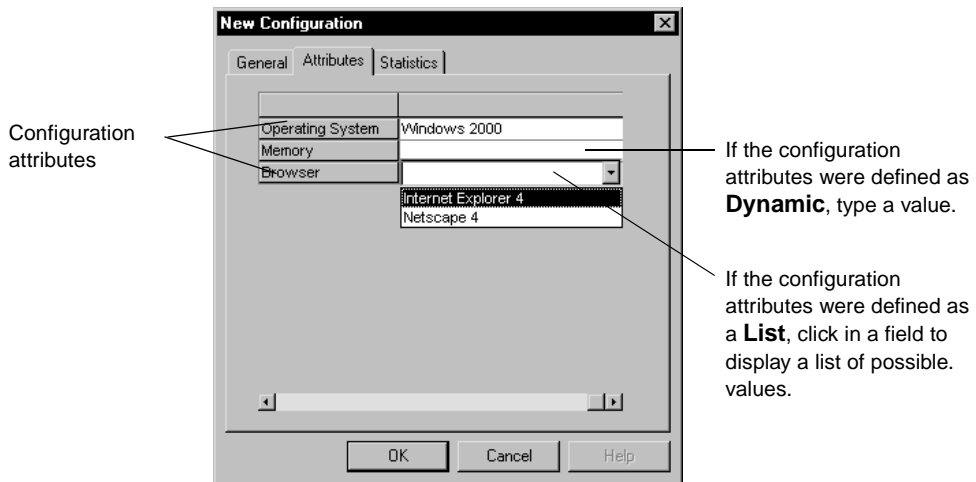 New Configuration
General Attributes Statistics
Configuration
attributes
Operating System Windows 2000
Memory
Browser
Internet Explorer 4
Netscape 4
If the configuration
attributes were defined as
Dynamic, type a value.
If the configuration
attributes were defined as
a List, click in a field to
display a list of possible.
values.
OK Cancel Help